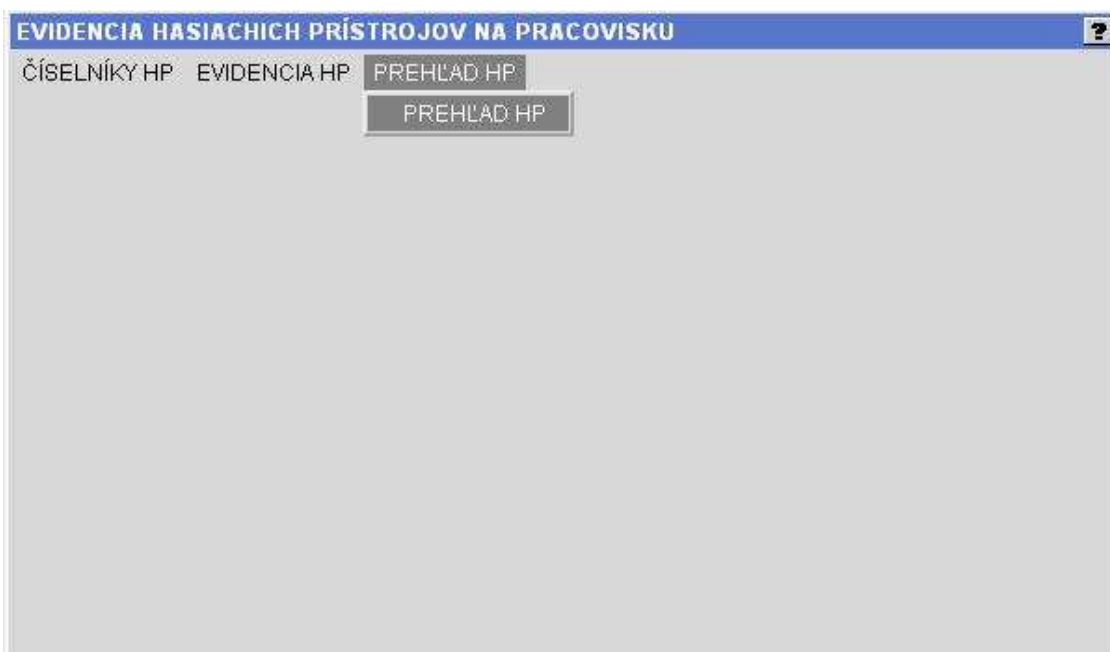 EVIDENCIA HASIACHICH PRÍSTROJOV NA PRACOVISKU ?
ČÍSELNÍKY HP EVIDENCIA HP PREHĽAD HP
PREHĽAD HP